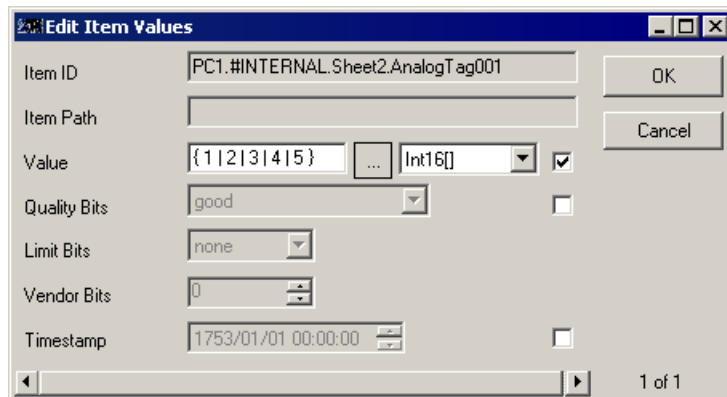 Edit Item Values
Item ID PC1.#INTERNAL.Sheet2.AnalogTag001 OK
Item Path Cancel
Value {1|2|3|4|5} ... Int16[]
Quality Bits good
Limit Bits none
Vendor Bits 0
Timestamp 1753/01/01 00:00:00
1 of 1